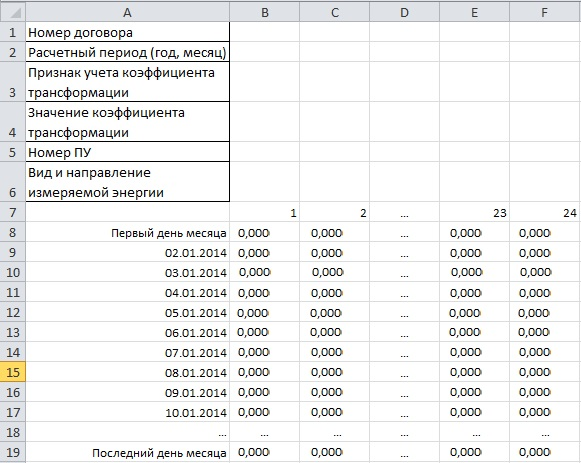 A B C D E F
1 Номер договора
2 Расчетный период (год, месяц)
Признак учета коэффициента
3 трансформации
Значение коэффициента
4 трансформации
5 Номер ПУ
Вид и направление
6 измеряемой энергии
7 1 2 ... 23 24
8 Первый день месяца 0,000 0,000 ... 0,000 0,000
9 02.01.2014 0,000 0,000 ... 0,000 0,000
10 03.01.2014 0,000 0,000 ... 0,000 0,000
11 04.01.2014 0,000 0,000 ... 0,000 0,000
12 05.01.2014 0,000 0,000 ... 0,000 0,000
13 06.01.2014 0,000 0,000 ... 0,000 0,000
14 07.01.2014 0,000 0,000 ... 0,000 0,000
15 08.01.2014 0,000 0,000 ... 0,000 0,000
16 09.01.2014 0,000 0,000 ... 0,000 0,000
17 10.01.2014 0,000 0,000 ... 0,000 0,000
18 ... ... ... ... ... ...
19 Последний день месяца 0,000 0,000 ... 0,000 0,000